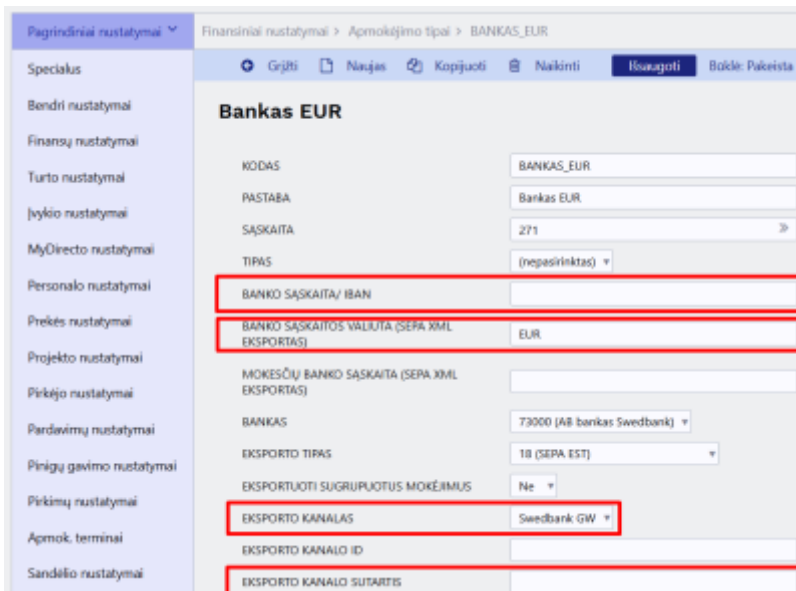 Pagrindiniai nustatymai
Finansiniai nustatymai > Apmokėjimo tipai > BANKAS_EUR
Grįžti Naujas Kopijuoti Naikinti Išsaugoti Būklė: Pakeista
Specialus
Bendri nustatymai
Finansų nustatymai
Turto nustatymai
Įvykio nustatymai
MyDirecto nustatymai
Personalo nustatymai
Prekės nustatymai
Projekto nustatymai
Pirkėjo nustatymai
Pardavimų nustatymai
Pinigų gavimo nustatymai
Pirkimų nustatymai
Apmok. terminai
Sandėlio nustatymai
Bankas EUR
KODAS BANKAS_EUR
PASTABA Bankas EUR
SĄSKAITA 271
TIPAS (nepasirinktas)
BANKO SĄSKAITA/ IBAN
BANKO SĄSKAITOS VALIUTA (SEPA XML
EKSPORTAS) EUR
MOKESČIŲ BANKO SĄSKAITA (SEPA XML
EKSPORTAS)
BANKAS 73000 (AB bankas Swedbank)
EKSPORTO TIPAS 18 (SEPA EST)
EKSPORTUOTI SUGRUPUOTUS MOKĖJIMUS Ne
EKSPORTO KANALAS Swedbank GW
EKSPORTO KANALO ID
EKSPORTO KANALO SUTARTIS